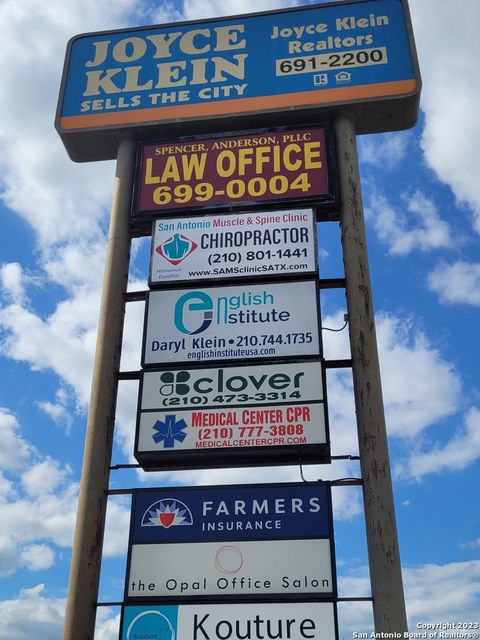 JOYCE
KLEIN
SELLS THE CITY
Joyce Klein
Realtors
691-2200
SPENCER, ANDERSON, PLLC
LAW OFFICE
699-0004
San Antonio Muscle & Spine Clinic
CHIROPRACTOR
(210) 801-1441
Hablamos
Español!
www.SAMSclinicSATX.com
English
Institute
Daryl Klein • 210.744.1735
englishinstituteusa.com
clover
(210) 473-3314
MEDICAL CENTER CPR
(210) 777-3808
MEDICALCENTERCPR.COM
FARMERS
INSURANCE
the Opal Office Salon
Kouture
Kouture
Copyright 2023
San Antonio Board of Realtors®